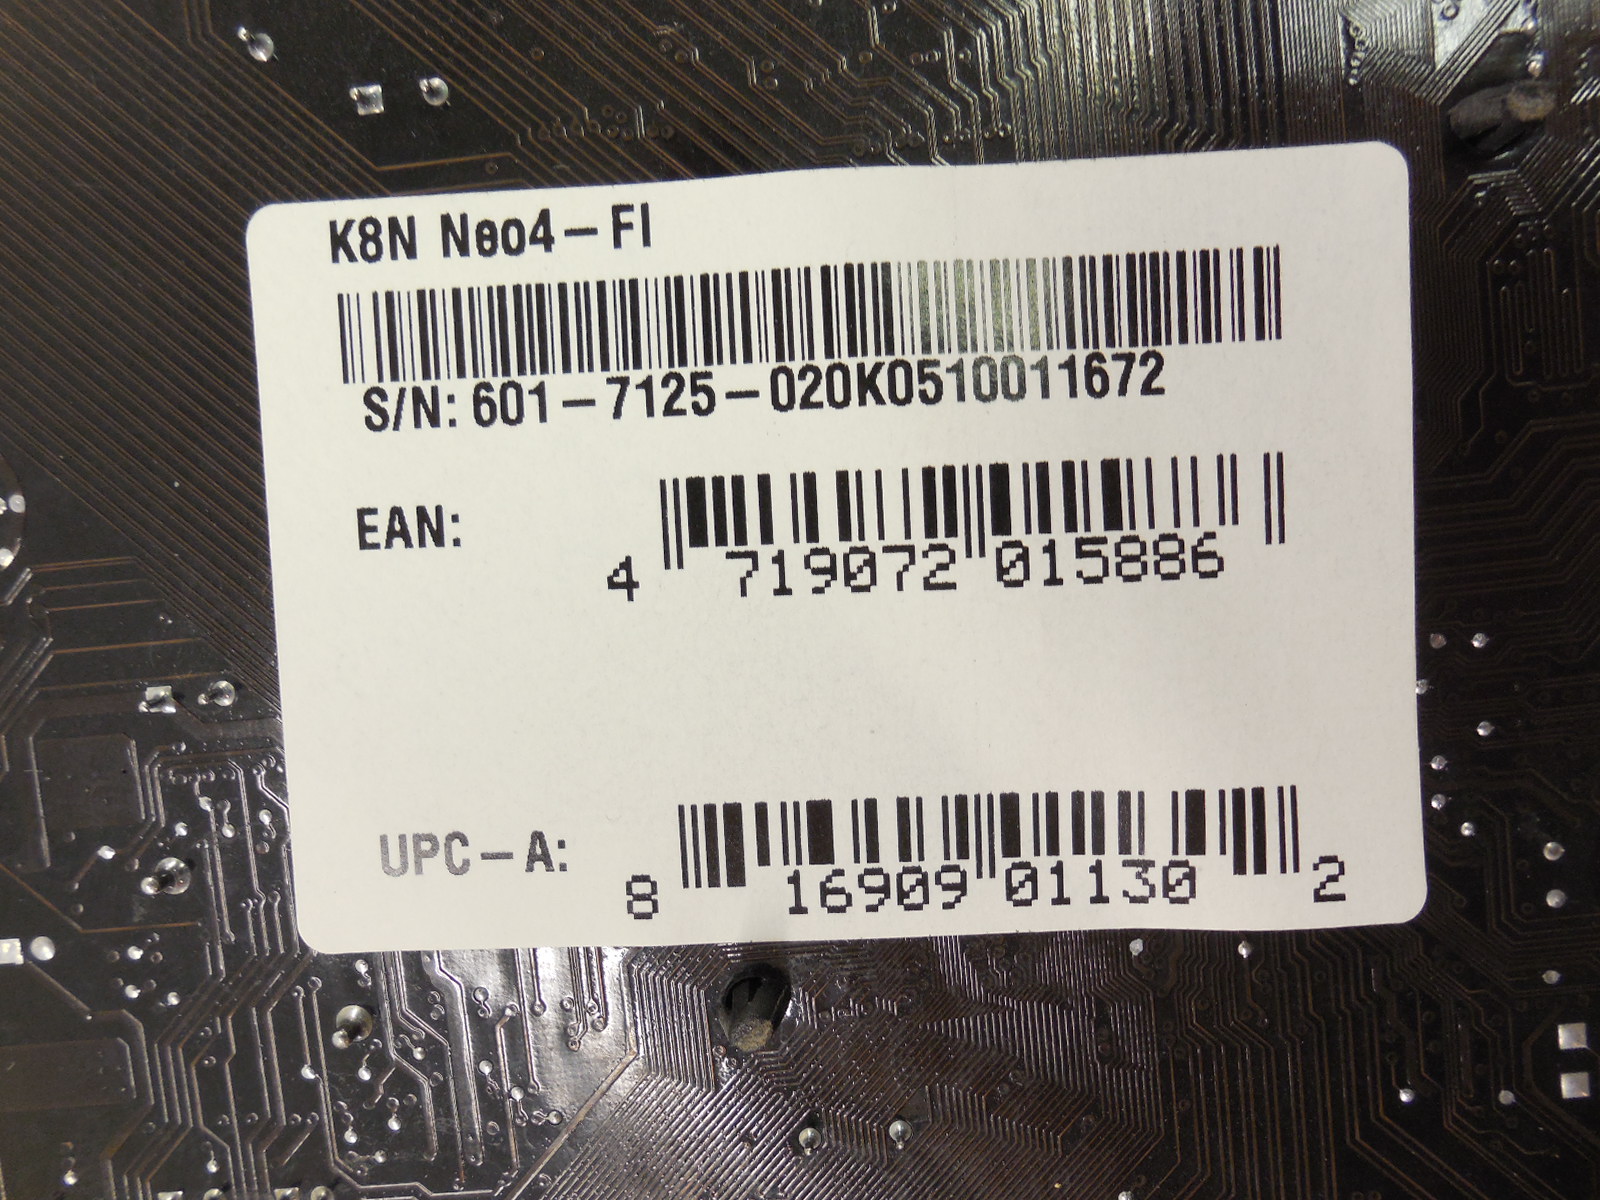 K8N Neo4-FI
S/N: 601-7125-020K0510011672
EAN:
4 719072 015886
UPC-A:
8 16909 01130 2